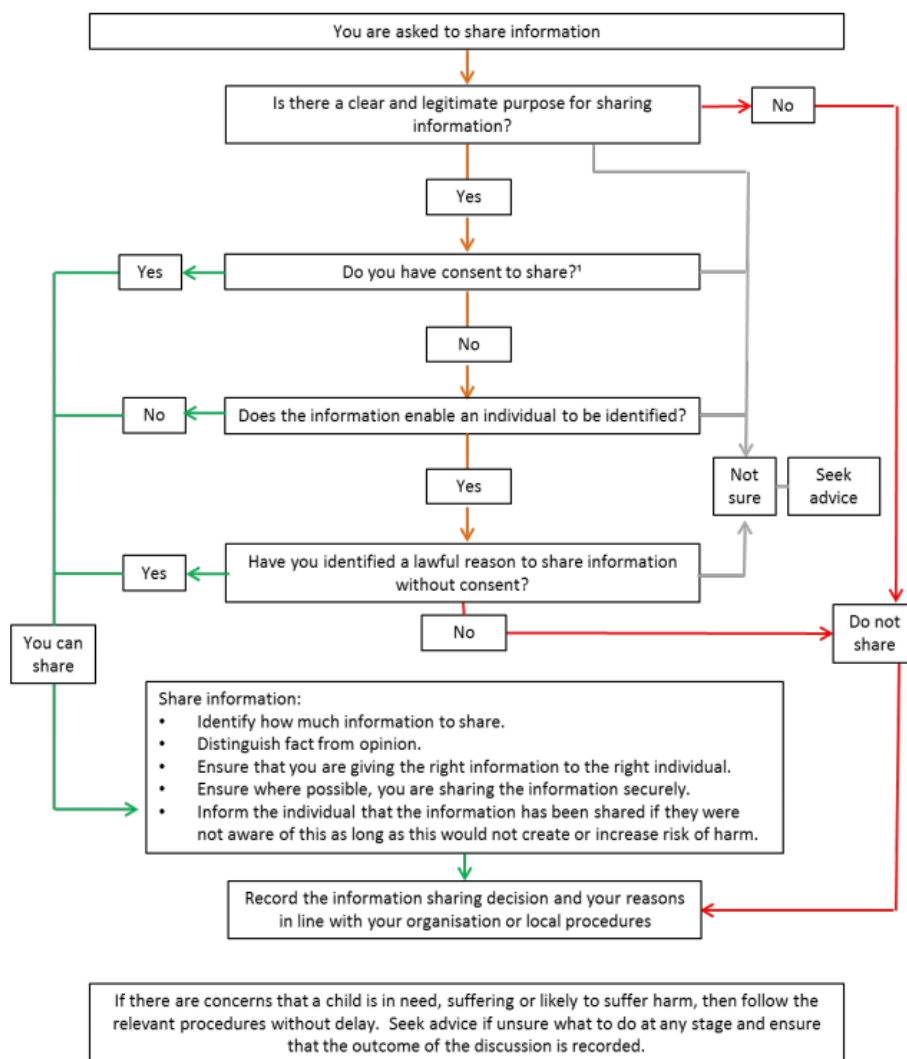 You are asked to share information
Is there a clear and legitimate purpose for sharing
information?
No
Yes
Yes
Do you have consent to share?¹
No
No
Does the information enable an individual to be identified?
Yes
Not
sure
Seek
advice
Yes
Have you identified a lawful reason to share information
without consent?
No
You can
share
Do not
share
Share information:
• Identify how much information to share.
• Distinguish fact from opinion.
• Ensure that you are giving the right information to the right individual.
• Ensure where possible, you are sharing the information securely.
• Inform the individual that the information has been shared if they were
not aware of this as long as this would not create or increase risk of harm.
Record the information sharing decision and your reasons
in line with your organisation or local procedures
If there are concerns that a child is in need, suffering or likely to suffer harm, then follow the
relevant procedures without delay.  Seek advice if unsure what to do at any stage and ensure
that the outcome of the discussion is recorded.